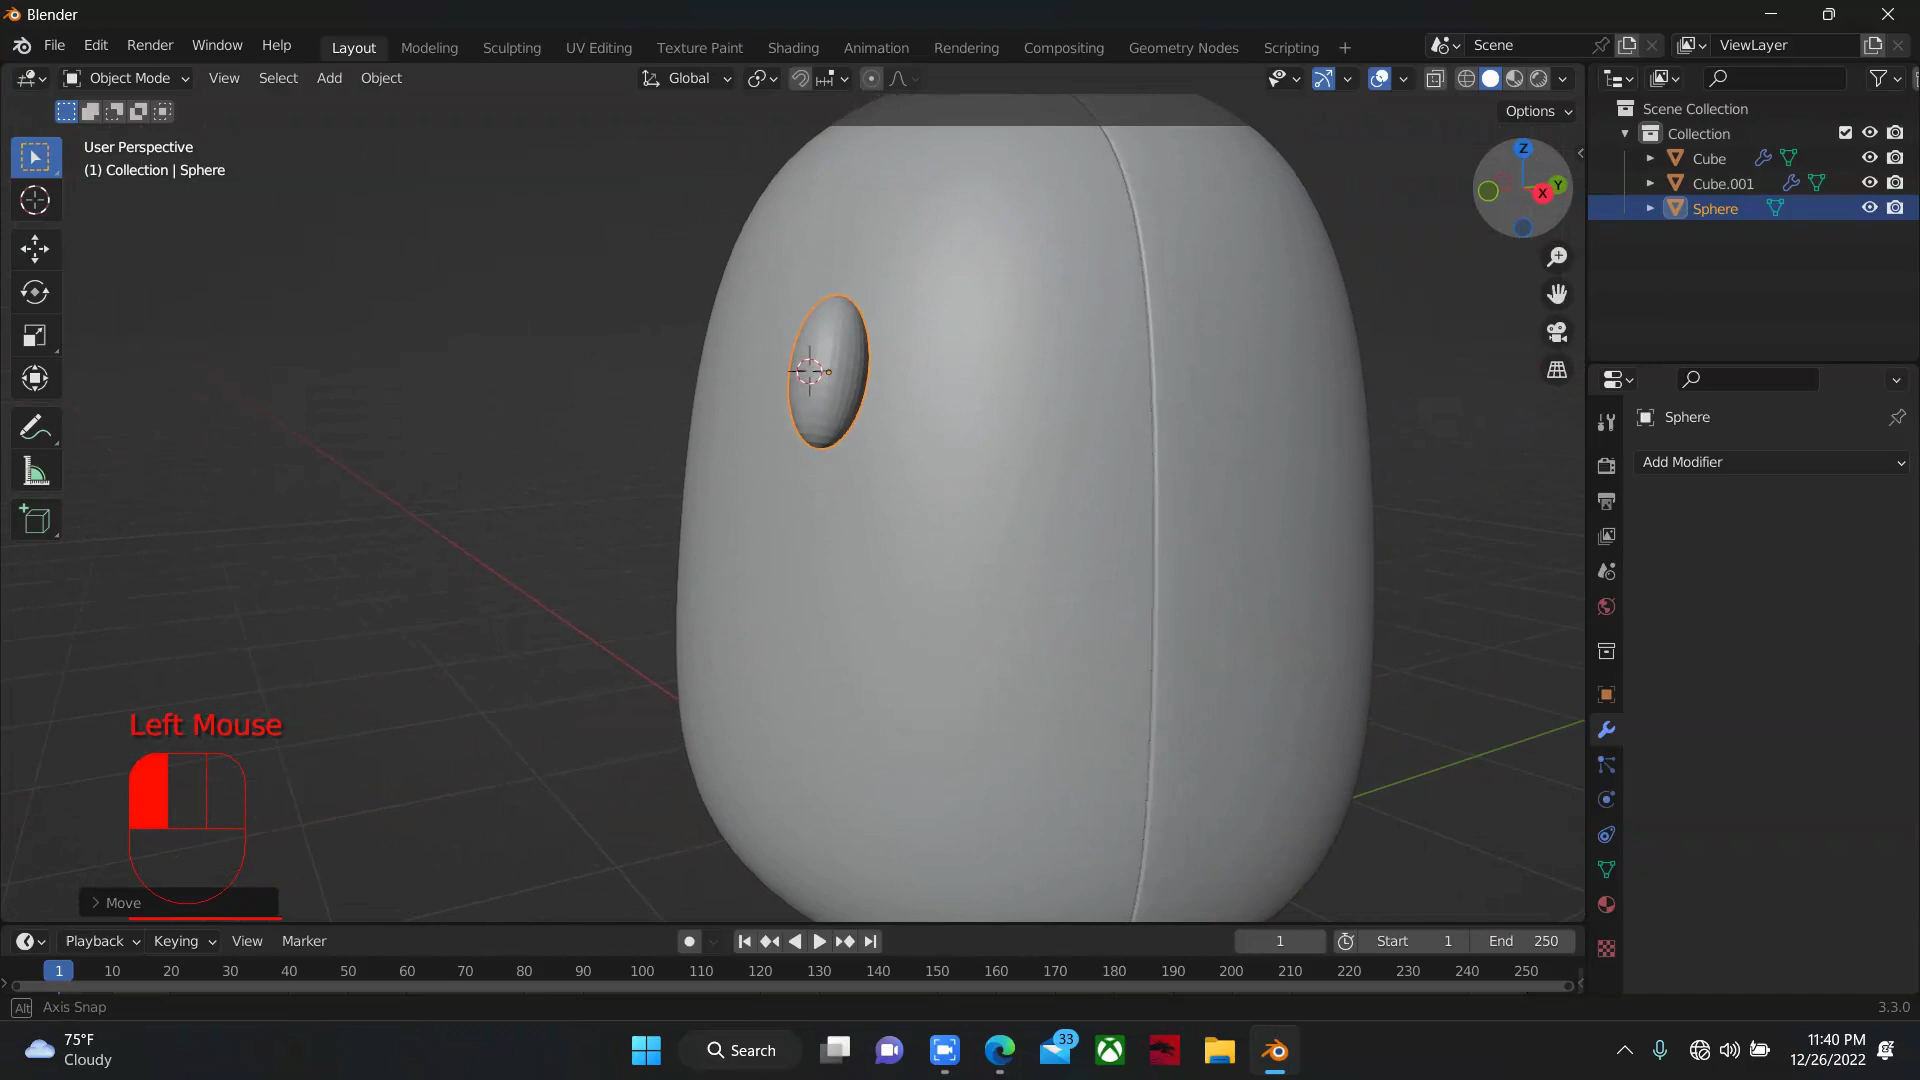 Blender
File Edit Render Window Help Layout Modeling Sculpting UV Editing Texture Paint Shading Animation Rendering Compositing Geometry Nodes Scripting + Scene ViewLayer
Object Mode View Select Add Object Global
Options
User Perspective
(1) Collection | Sphere
Z
Y
X
Scene Collection
Collection
Cube
Cube.001
Sphere
Sphere
Add Modifier
Left Mouse
Move
Playback Keying View Marker 1 Start 1 End 250
1 10 20 30 40 50 60 70 80 90 100 110 120 130 140 150 160 170 180 190 200 210 220 230 240 250
Alt Axis Snap 3.3.0
75°F
Cloudy
Search
33
11:40 PM
12/26/2022